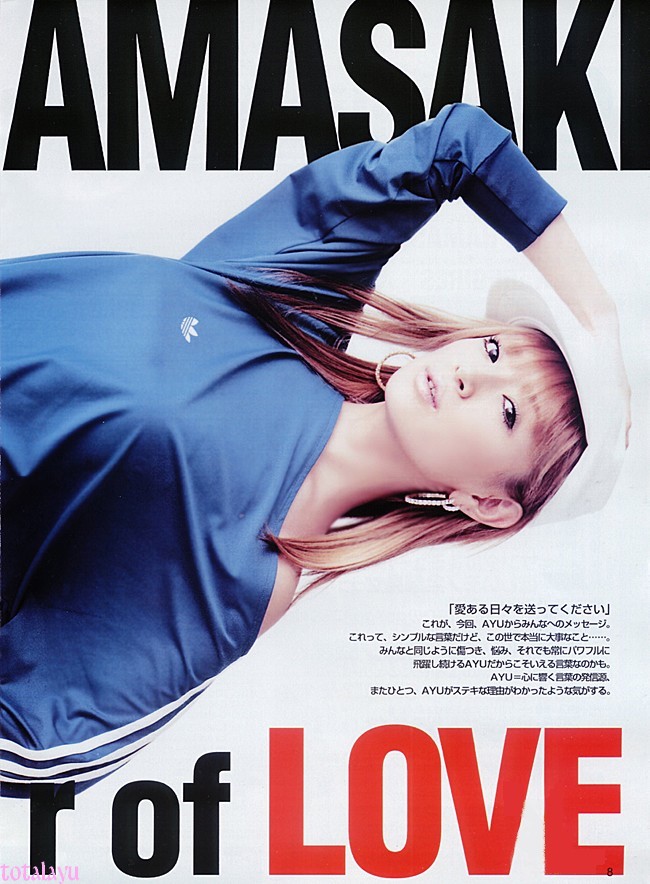 AMASAKI
「愛ある日々を送ってください」
これが、今回、AYUからみんなへのメッセージ。
これって、シンプルな言葉だけど、この世で本当に大事なこと……。
みんなと同じように傷つき、悩み、それでも常にパワフルに
飛躍し続けるAYUだからこそいえる言葉なのかも。
AYU＝心に響く言葉の発信源、
またひとつ、AYUがステキな理由がわかったような気がする。
r of LOVE
8
totalayu